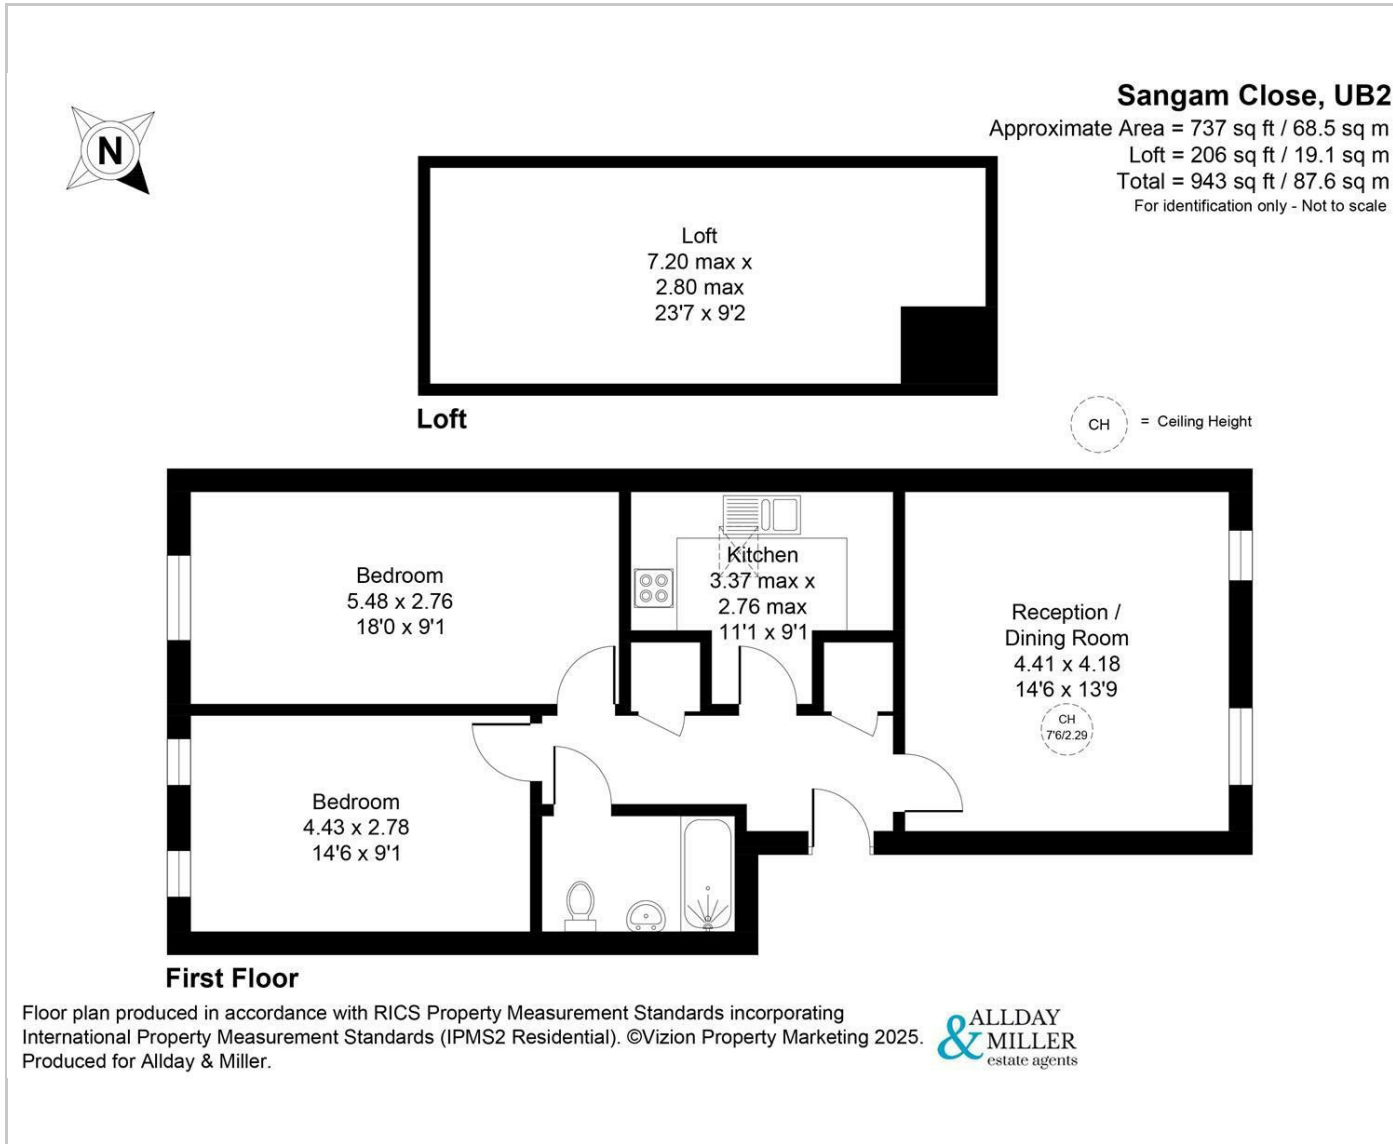 N
Sangam Close, UB2
Approximate Area = 737 sq ft / 68.5 sq m
Loft = 206 sq ft / 19.1 sq m
Total = 943 sq ft / 87.6 sq m
For identification only - Not to scale
Loft
7.20 max x
2.80 max
23'7 x 9'2
Loft
CH
= Ceiling Height
Bedroom
5.48 x 2.76
18'0 x 9'1
Kitchen
3.37 max x
2.76 max
11'1 x 9'1
Reception /
Dining Room
4.41 x 4.18
14'6 x 13'9
CH
7'6/2.29
Bedroom
4.43 x 2.78
14'6 x 9'1
First Floor
Floor plan produced in accordance with RICS Property Measurement Standards incorporating
International Property Measurement Standards (IPMS2 Residential). ©Vizion Property Marketing 2025.
Produced for Allday & Miller.
ALLDAY
& MILLER
estate agents